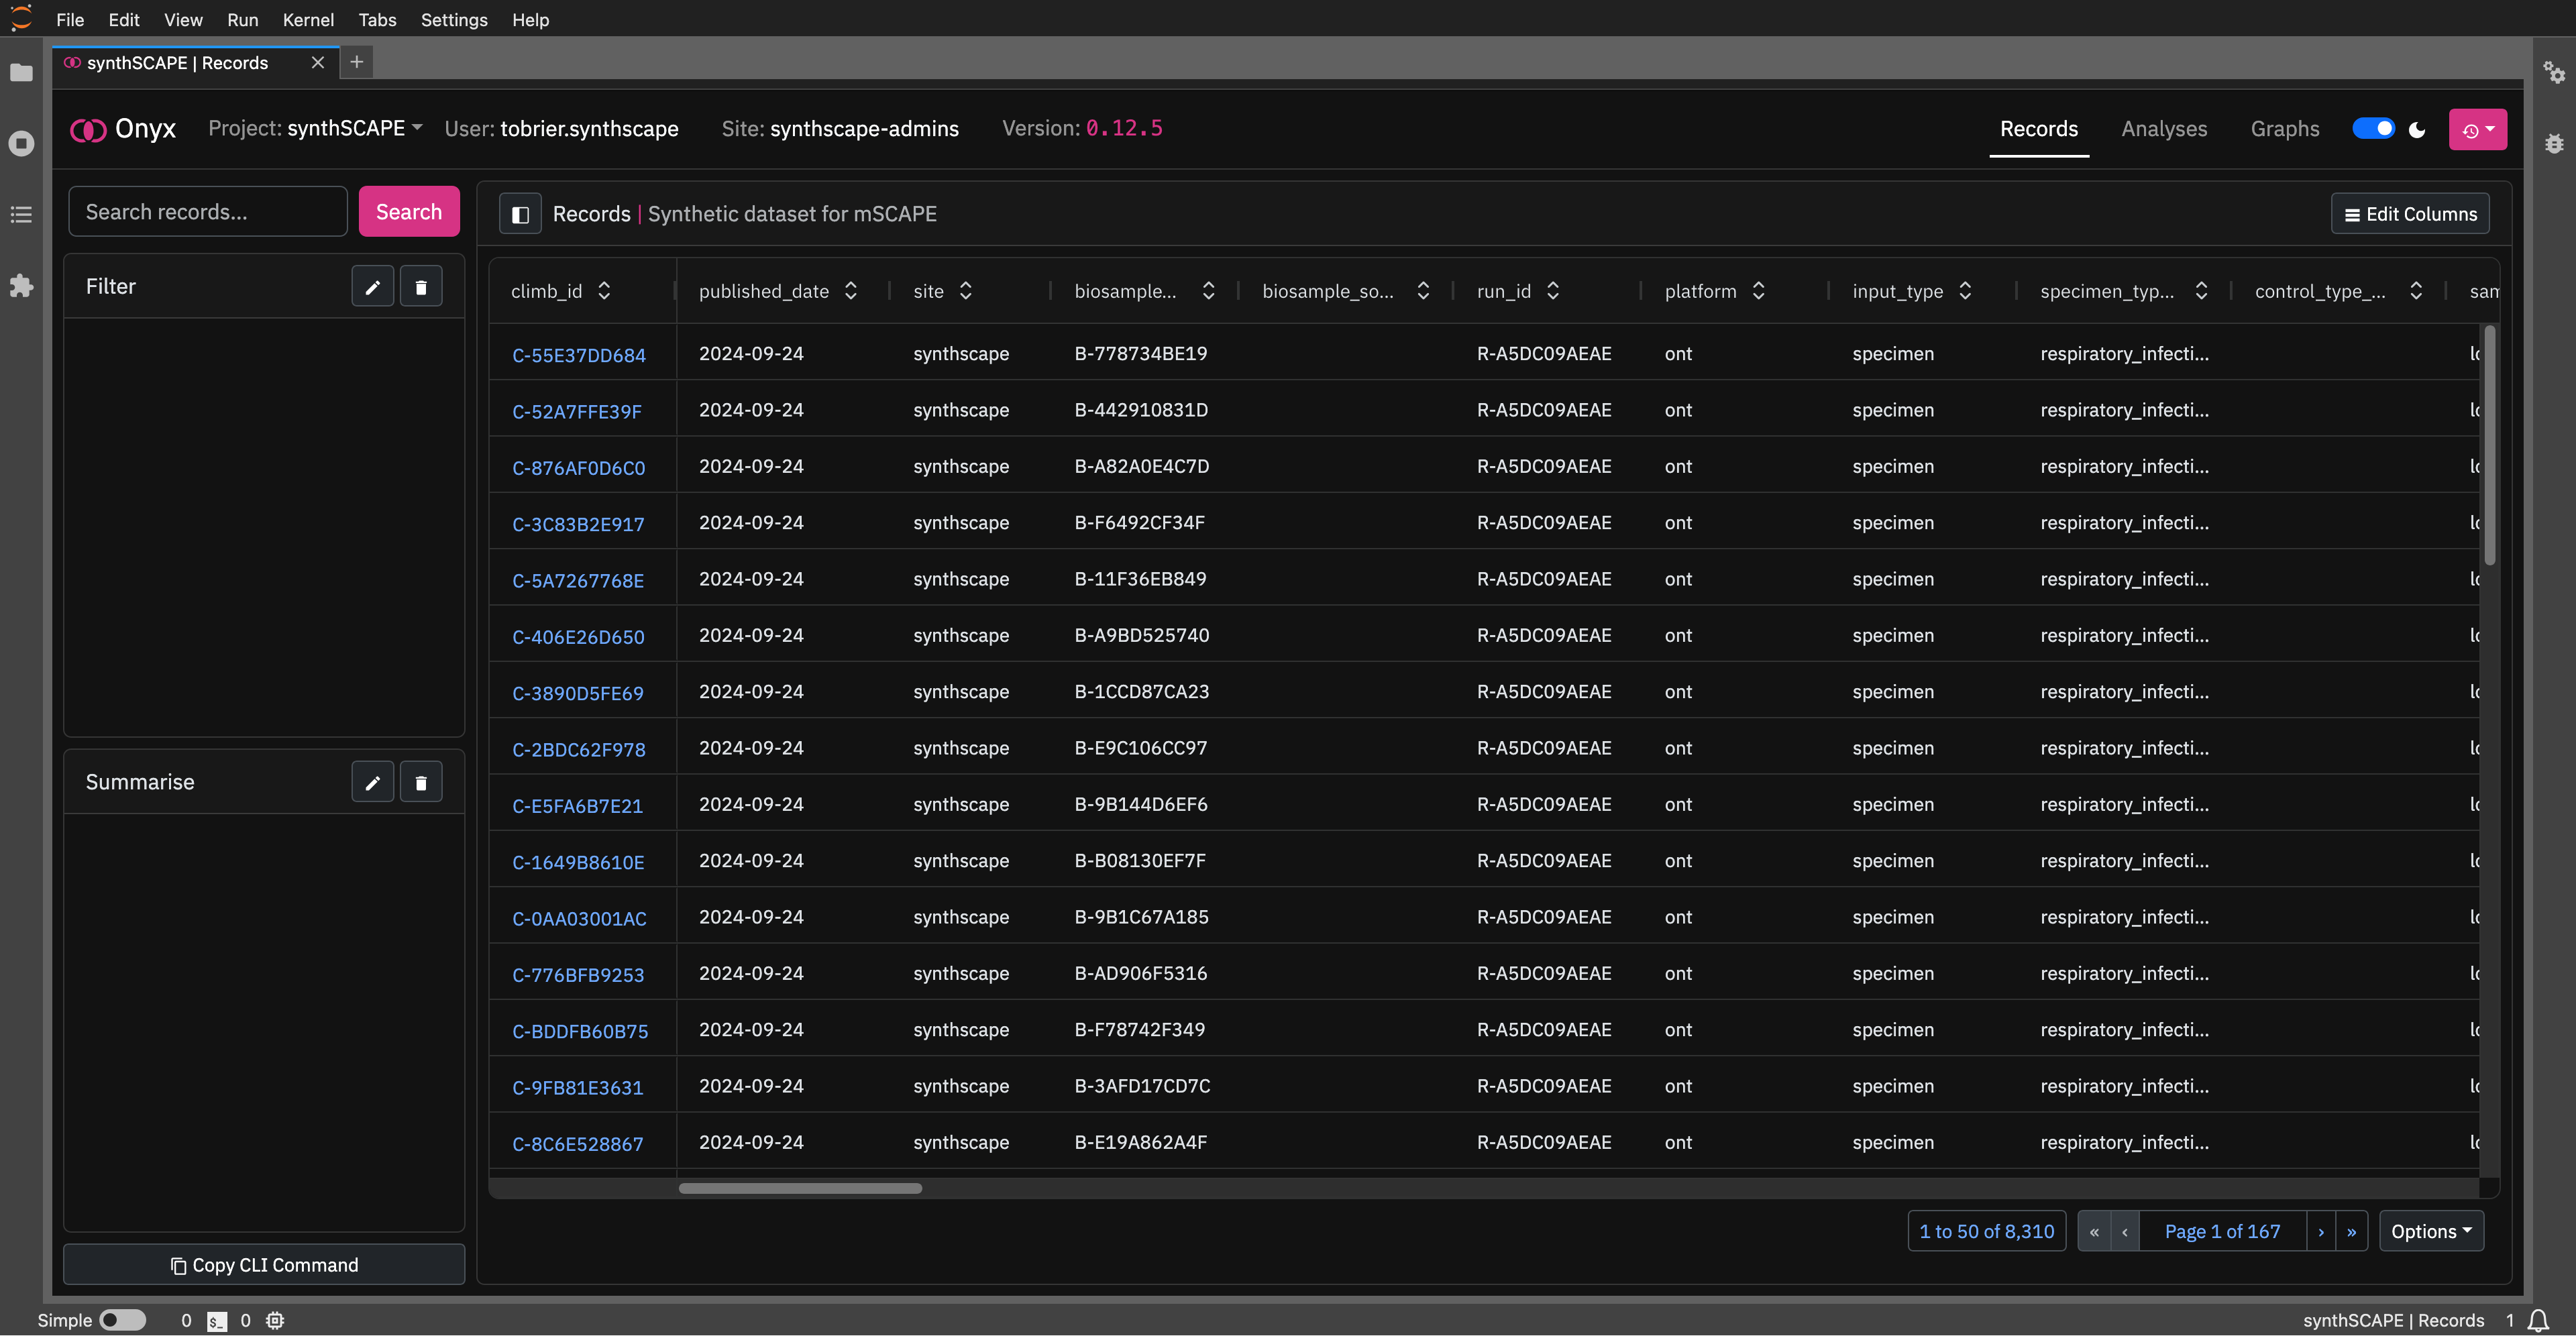 File Edit View Run Kernel Tabs Settings Help
synthSCAPE | Records
Onyx Project: synthSCAPE User: tobrier.synthscape Site: synthscape-admins Version: 0.12.5 Records Analyses Graphs
Search records... Search
Records | Synthetic dataset for mSCAPE Edit Columns
Filter
Summarise
Copy CLI Command
climb_id published_date site biosample... biosample_so... run_id platform input_type specimen_typ... control_type_...
C-55E37DD684 2024-09-24 synthscape B-778734BE19 R-A5DC09AEAE ont specimen respiratory_infecti...
C-52A7FFE39F 2024-09-24 synthscape B-442910831D R-A5DC09AEAE ont specimen respiratory_infecti...
C-876AF0D6C0 2024-09-24 synthscape B-A82A0E4C7D R-A5DC09AEAE ont specimen respiratory_infecti...
C-3C83B2E917 2024-09-24 synthscape B-F6492CF34F R-A5DC09AEAE ont specimen respiratory_infecti...
C-5A7267768E 2024-09-24 synthscape B-11F36EB849 R-A5DC09AEAE ont specimen respiratory_infecti...
C-406E26D650 2024-09-24 synthscape B-A9BD525740 R-A5DC09AEAE ont specimen respiratory_infecti...
C-3890D5FE69 2024-09-24 synthscape B-1CCD87CA23 R-A5DC09AEAE ont specimen respiratory_infecti...
C-2BDC62F978 2024-09-24 synthscape B-E9C106CC97 R-A5DC09AEAE ont specimen respiratory_infecti...
C-E5FA6B7E21 2024-09-24 synthscape B-9B144D6EF6 R-A5DC09AEAE ont specimen respiratory_infecti...
C-1649B8610E 2024-09-24 synthscape B-B08130EF7F R-A5DC09AEAE ont specimen respiratory_infecti...
C-0AA03001AC 2024-09-24 synthscape B-9B1C67A185 R-A5DC09AEAE ont specimen respiratory_infecti...
C-776BFB9253 2024-09-24 synthscape B-AD906F5316 R-A5DC09AEAE ont specimen respiratory_infecti...
C-BDDFB60B75 2024-09-24 synthscape B-F78742F349 R-A5DC09AEAE ont specimen respiratory_infecti...
C-9FB81E3631 2024-09-24 synthscape B-3AFD17CD7C R-A5DC09AEAE ont specimen respiratory_infecti...
C-8C6E528867 2024-09-24 synthscape B-E19A862A4F R-A5DC09AEAE ont specimen respiratory_infecti...
1 to 50 of 8,310 « ‹ Page 1 of 167 › » Options
Simple 0 $_ 0 synthSCAPE | Records 1